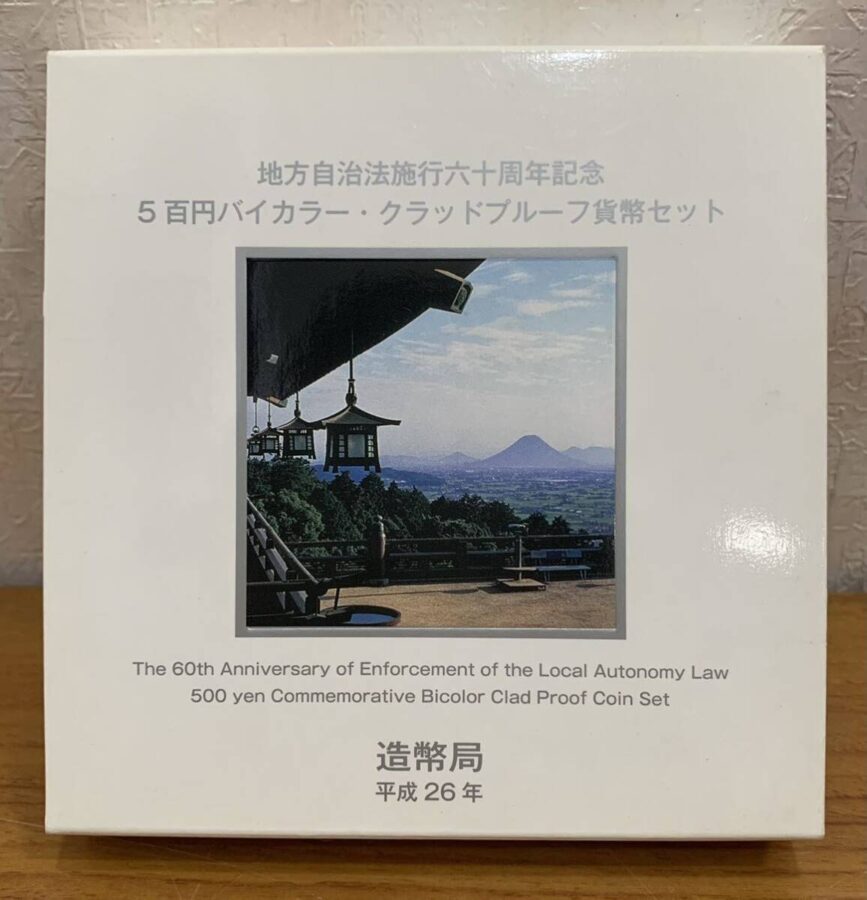 地方自治法施行六十周年記念
5百円バイカラー・クラッドプルーフ貨幣セット
The 60th Anniversary of Enforcement of the Local Autonomy Law
500 yen Commemorative Bicolor Clad Proof Coin Set
造幣局
平成26年